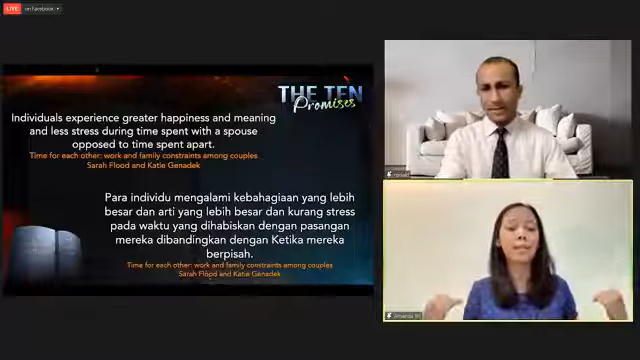 LIVE on Facebook
THE TEN
Promises
Individuals experience greater happiness and meaning
and less stress during time spent with a spouse
opposed to time spent apart.
Time for each other: work and family constraints among couples
Sarah Flood and Katie Genadek
Para individu mengalami kebahagiaan yang lebih
besar dan arti yang lebih besar dan kurang stress
pada waktu yang dihabiskan dengan pasangan
mereka dibandingkan dengan Ketika mereka
berpisah.
Time for each other: work and family constraints among couples
Sarah Flood and Katie Genadek